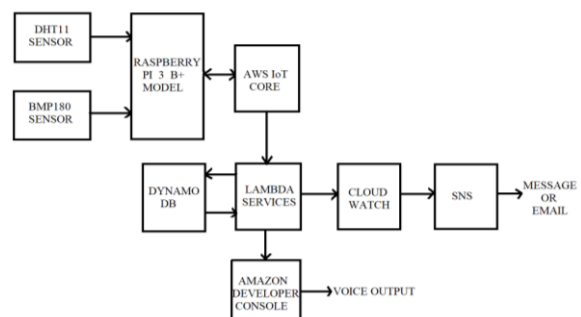 DHT11
SENSOR
RASPBERRY
PI 3 B+
MODEL
AWS IoT
CORE
BMP180
SENSOR
DYNAMO
DB
LAMBDA
SERVICES
CLOUD
WATCH
SNS
MESSAGE
OR
EMAIL
AMAZON
DEVELOPER
CONSOLE
VOICE OUTPUT